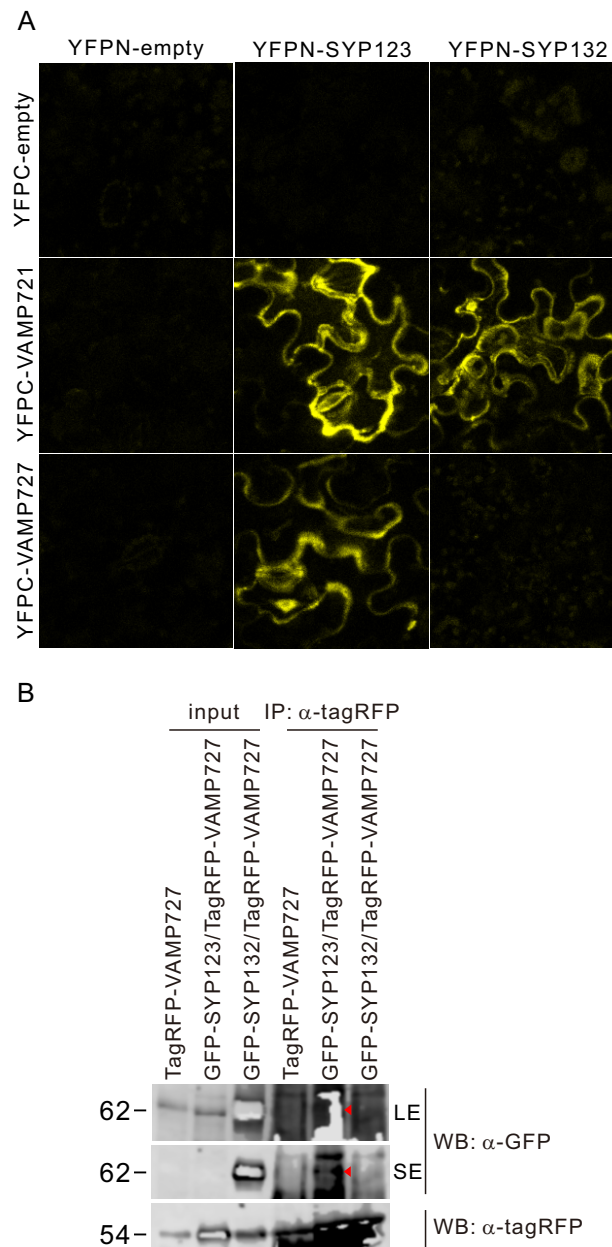 A
YFPN-empty
YFPN-SYP123
YFPN-SYP132
YFPC-empty
YFPC-VAMP721
YFPC-VAMP727
B
input
IP: α-tagRFP
TagRFP-VAMP727
GFP-SYP123/TagRFP-VAMP727
GFP-SYP132/TagRFP-VAMP727
TagRFP-VAMP727
GFP-SYP123/TagRFP-VAMP727
GFP-SYP132/TagRFP-VAMP727
62
LE
WB: α-GFP
62
SE
54
WB: α-tagRFP